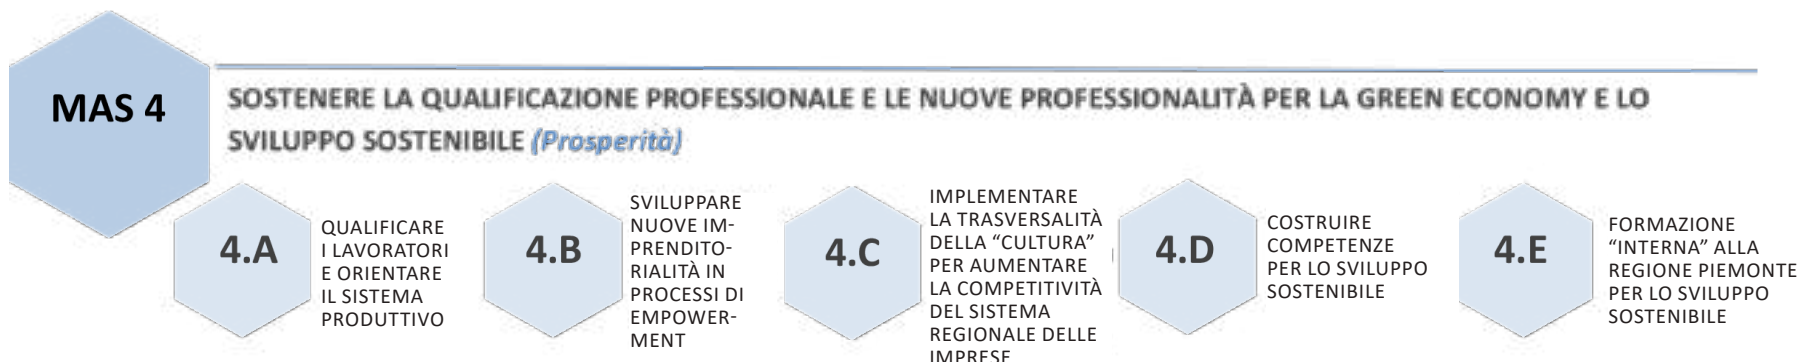 MAS 4
SOSTENERE LA QUALIFICAZIONE PROFESSIONALE E LE NUOVE PROFESSIONALITÀ PER LA GREEN ECONOMY E LO
SVILUPPO SOSTENIBILE (Prosperità)
4.A
QUALIFICARE
I LAVORATORI
E ORIENTARE
IL SISTEMA
PRODUTTIVO
4.B
SVILUPPARE
NUOVE IM-
PRENDITO-
RIALITÀ IN
PROCESSI DI
EMPOWER-
MENT
4.C
IMPLEMENTARE
LA TRASVERSALITÀ
DELLA “CULTURA”
PER AUMENTARE
LA COMPETITIVITÀ
DEL SISTEMA
REGIONALE DELLE
IMPRESE
4.D
COSTRUIRE
COMPETENZE
PER LO SVILUPPO
SOSTENIBILE
4.E
FORMAZIONE
“INTERNA” ALLA
REGIONE PIEMONTE
PER LO SVILUPPO
SOSTENIBILE